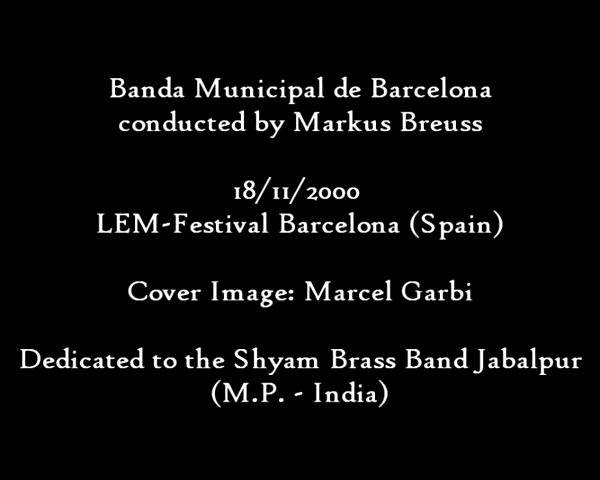 Banda Municipal de Barcelona
conducted by Markus Breuss
18/11/2000
LEM-Festival Barcelona (Spain)
Cover Image: Marcel Garbi
Dedicated to the Shyam Brass Band Jabalpur
(M.P. - India)